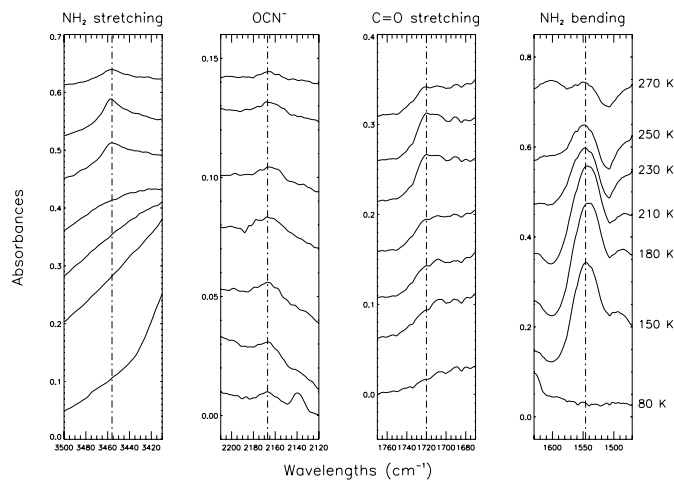 NH₂ stretching
OCN⁻
C=O stretching
NH₂ bending
Absorbances
0.7
0.6
0.5
0.4
0.3
0.2
0.1
0.0
3500 3480 3460 3440 3420
0.15
0.10
0.05
0.00
2200 2180 2160 2140 2120
0.4
0.3
0.2
0.1
0.0
1760 1740 1720 1700 1680
0.8
0.6
0.4
0.2
0.0
1600 1550 1500
270 K
250 K
230 K
210 K
180 K
150 K
80 K
Wavelengths (cm⁻¹)